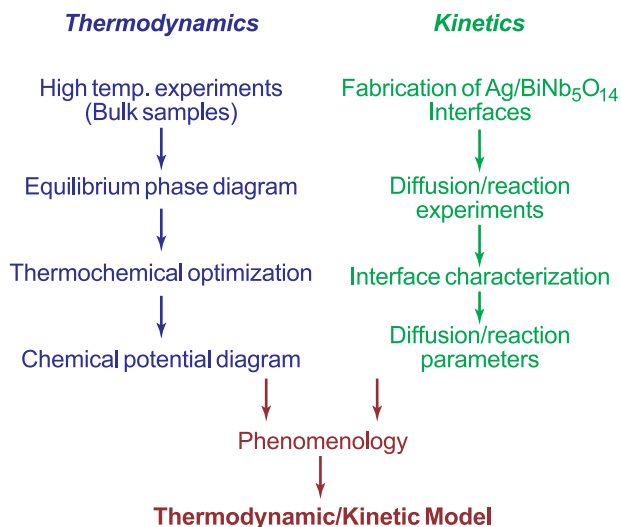 Thermodynamics
High temp. experiments
(Bulk samples)
Equilibrium phase diagram
Thermochemical optimization
Chemical potential diagram
Kinetics
Fabrication of Ag/BiNb₅O₁₄
Interfaces
Diffusion/reaction
experiments
Interface characterization
Diffusion/reaction
parameters
Phenomenology
Thermodynamic/Kinetic Model